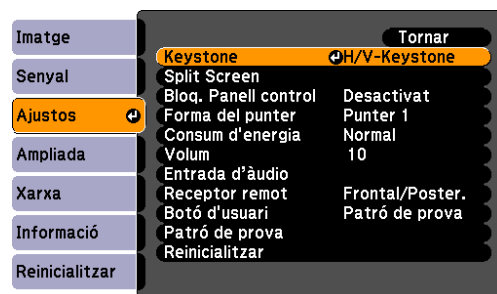 Imatge
Senyal
Ajustos
Ampliada
Xarxa
Informació
Reinicialitzar
Tornar
Keystone H/V-Keystone
Split Screen
Bloq. Panell control Desactivat
Forma del punter Punter 1
Consum d'energia Normal
Volum 10
Entrada d'àudio
Receptor remot Frontal/Poster.
Botó d'usuari Patró de prova
Patró de prova
Reinicialitzar